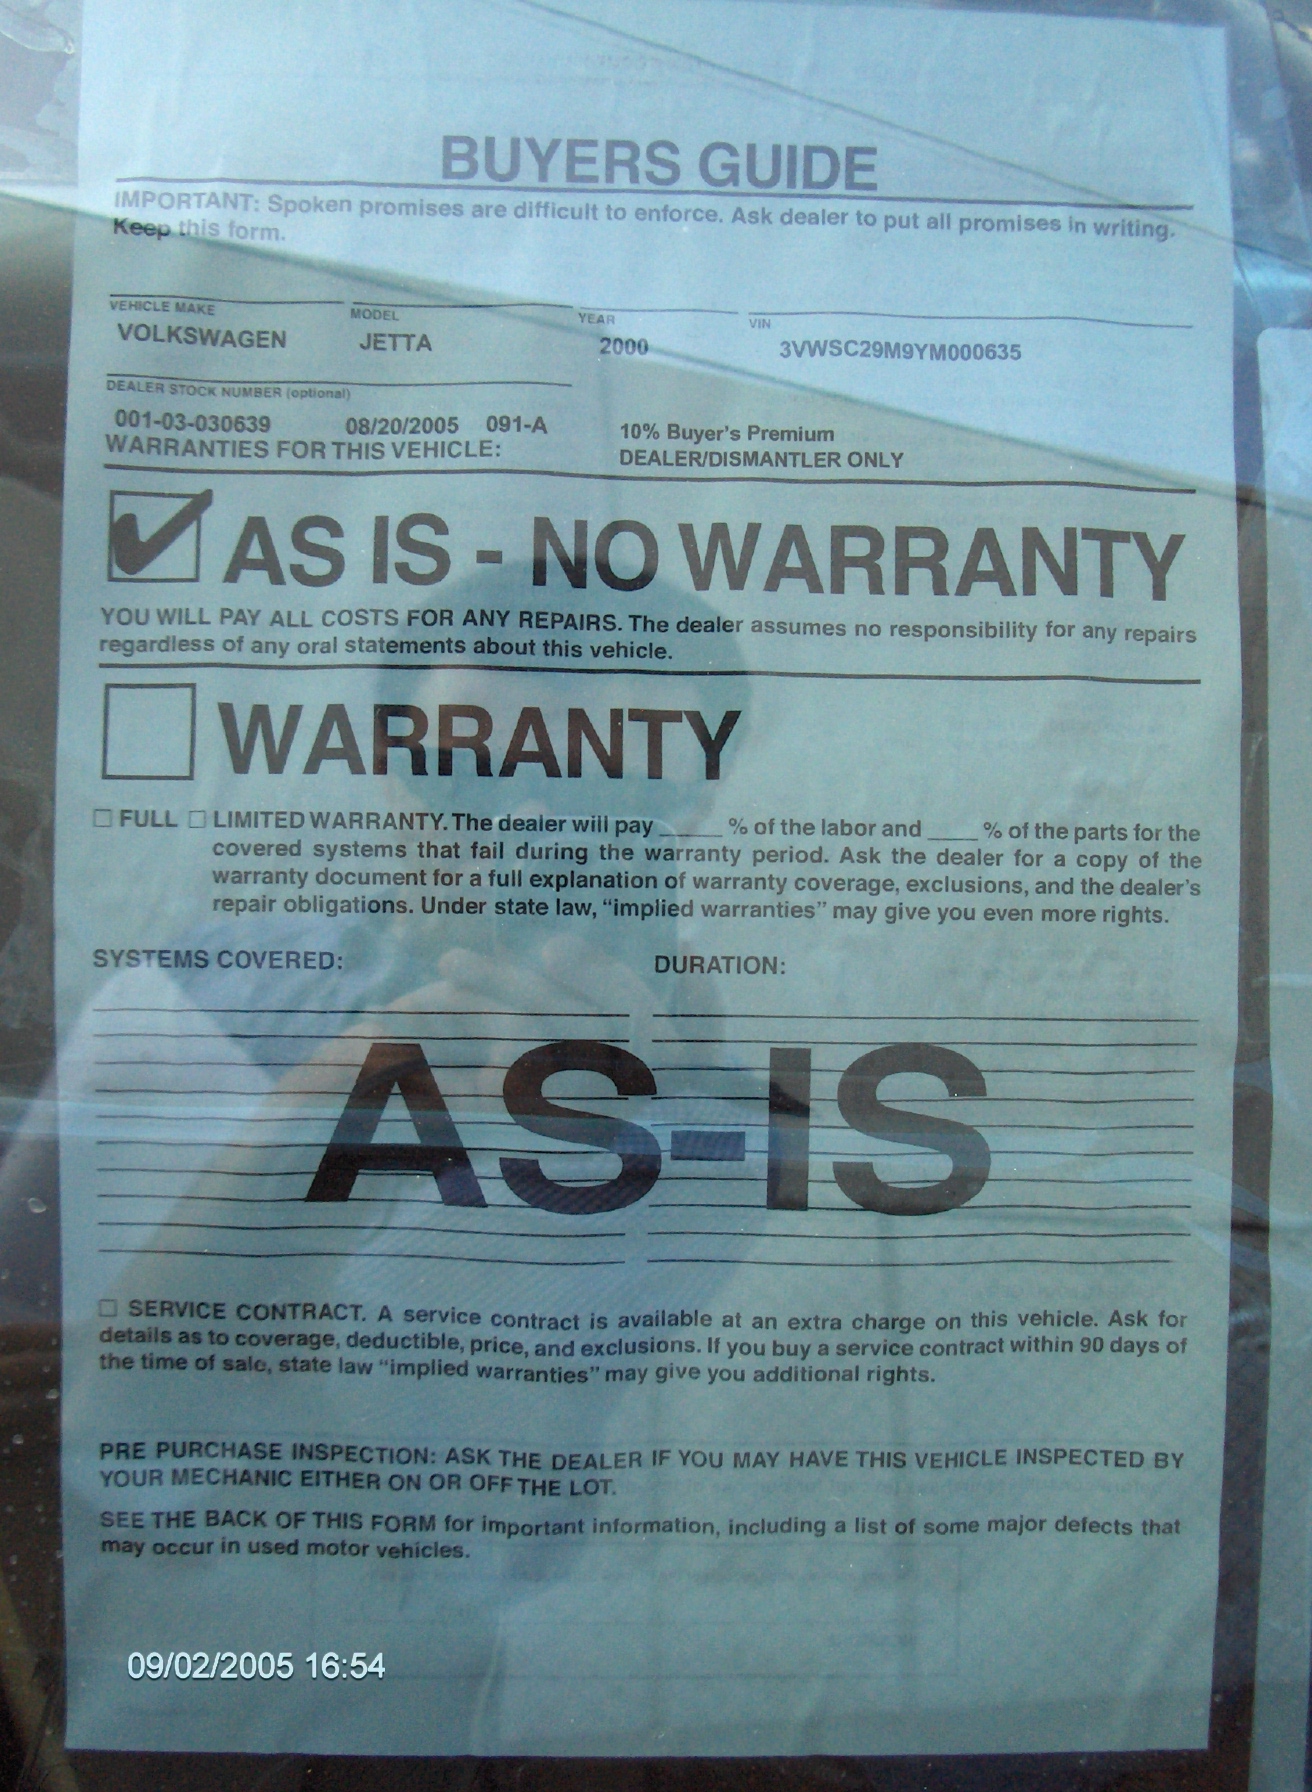 BUYERS GUIDE
IMPORTANT: Spoken promises are difficult to enforce. Ask dealer to put all promises in writing.
Keep this form.
VEHICLE MAKE MODEL YEAR VIN
VOLKSWAGEN JETTA 2000 3VWSC29M9YM000635
DEALER STOCK NUMBER (optional)
001-03-030639 08/20/2005 091-A 10% Buyer's Premium
WARRANTIES FOR THIS VEHICLE: DEALER/DISMANTLER ONLY
AS IS - NO WARRANTY
YOU WILL PAY ALL COSTS FOR ANY REPAIRS. The dealer assumes no responsibility for any repairs
regardless of any oral statements about this vehicle.
WARRANTY
FULL LIMITED WARRANTY. The dealer will pay _____ % of the labor and ____ % of the parts for the
covered systems that fail during the warranty period. Ask the dealer for a copy of the
warranty document for a full explanation of warranty coverage, exclusions, and the dealer's
repair obligations. Under state law, “implied warranties” may give you even more rights.
SYSTEMS COVERED: DURATION:
AS-IS
SERVICE CONTRACT. A service contract is available at an extra charge on this vehicle. Ask for
details as to coverage, deductible, price, and exclusions. If you buy a service contract within 90 days of
the time of sale, state law “implied warranties” may give you additional rights.
PRE PURCHASE INSPECTION: ASK THE DEALER IF YOU MAY HAVE THIS VEHICLE INSPECTED BY
YOUR MECHANIC EITHER ON OR OFF THE LOT.
SEE THE BACK OF THIS FORM for important information, including a list of some major defects that
may occur in used motor vehicles.
09/02/2005 16:54